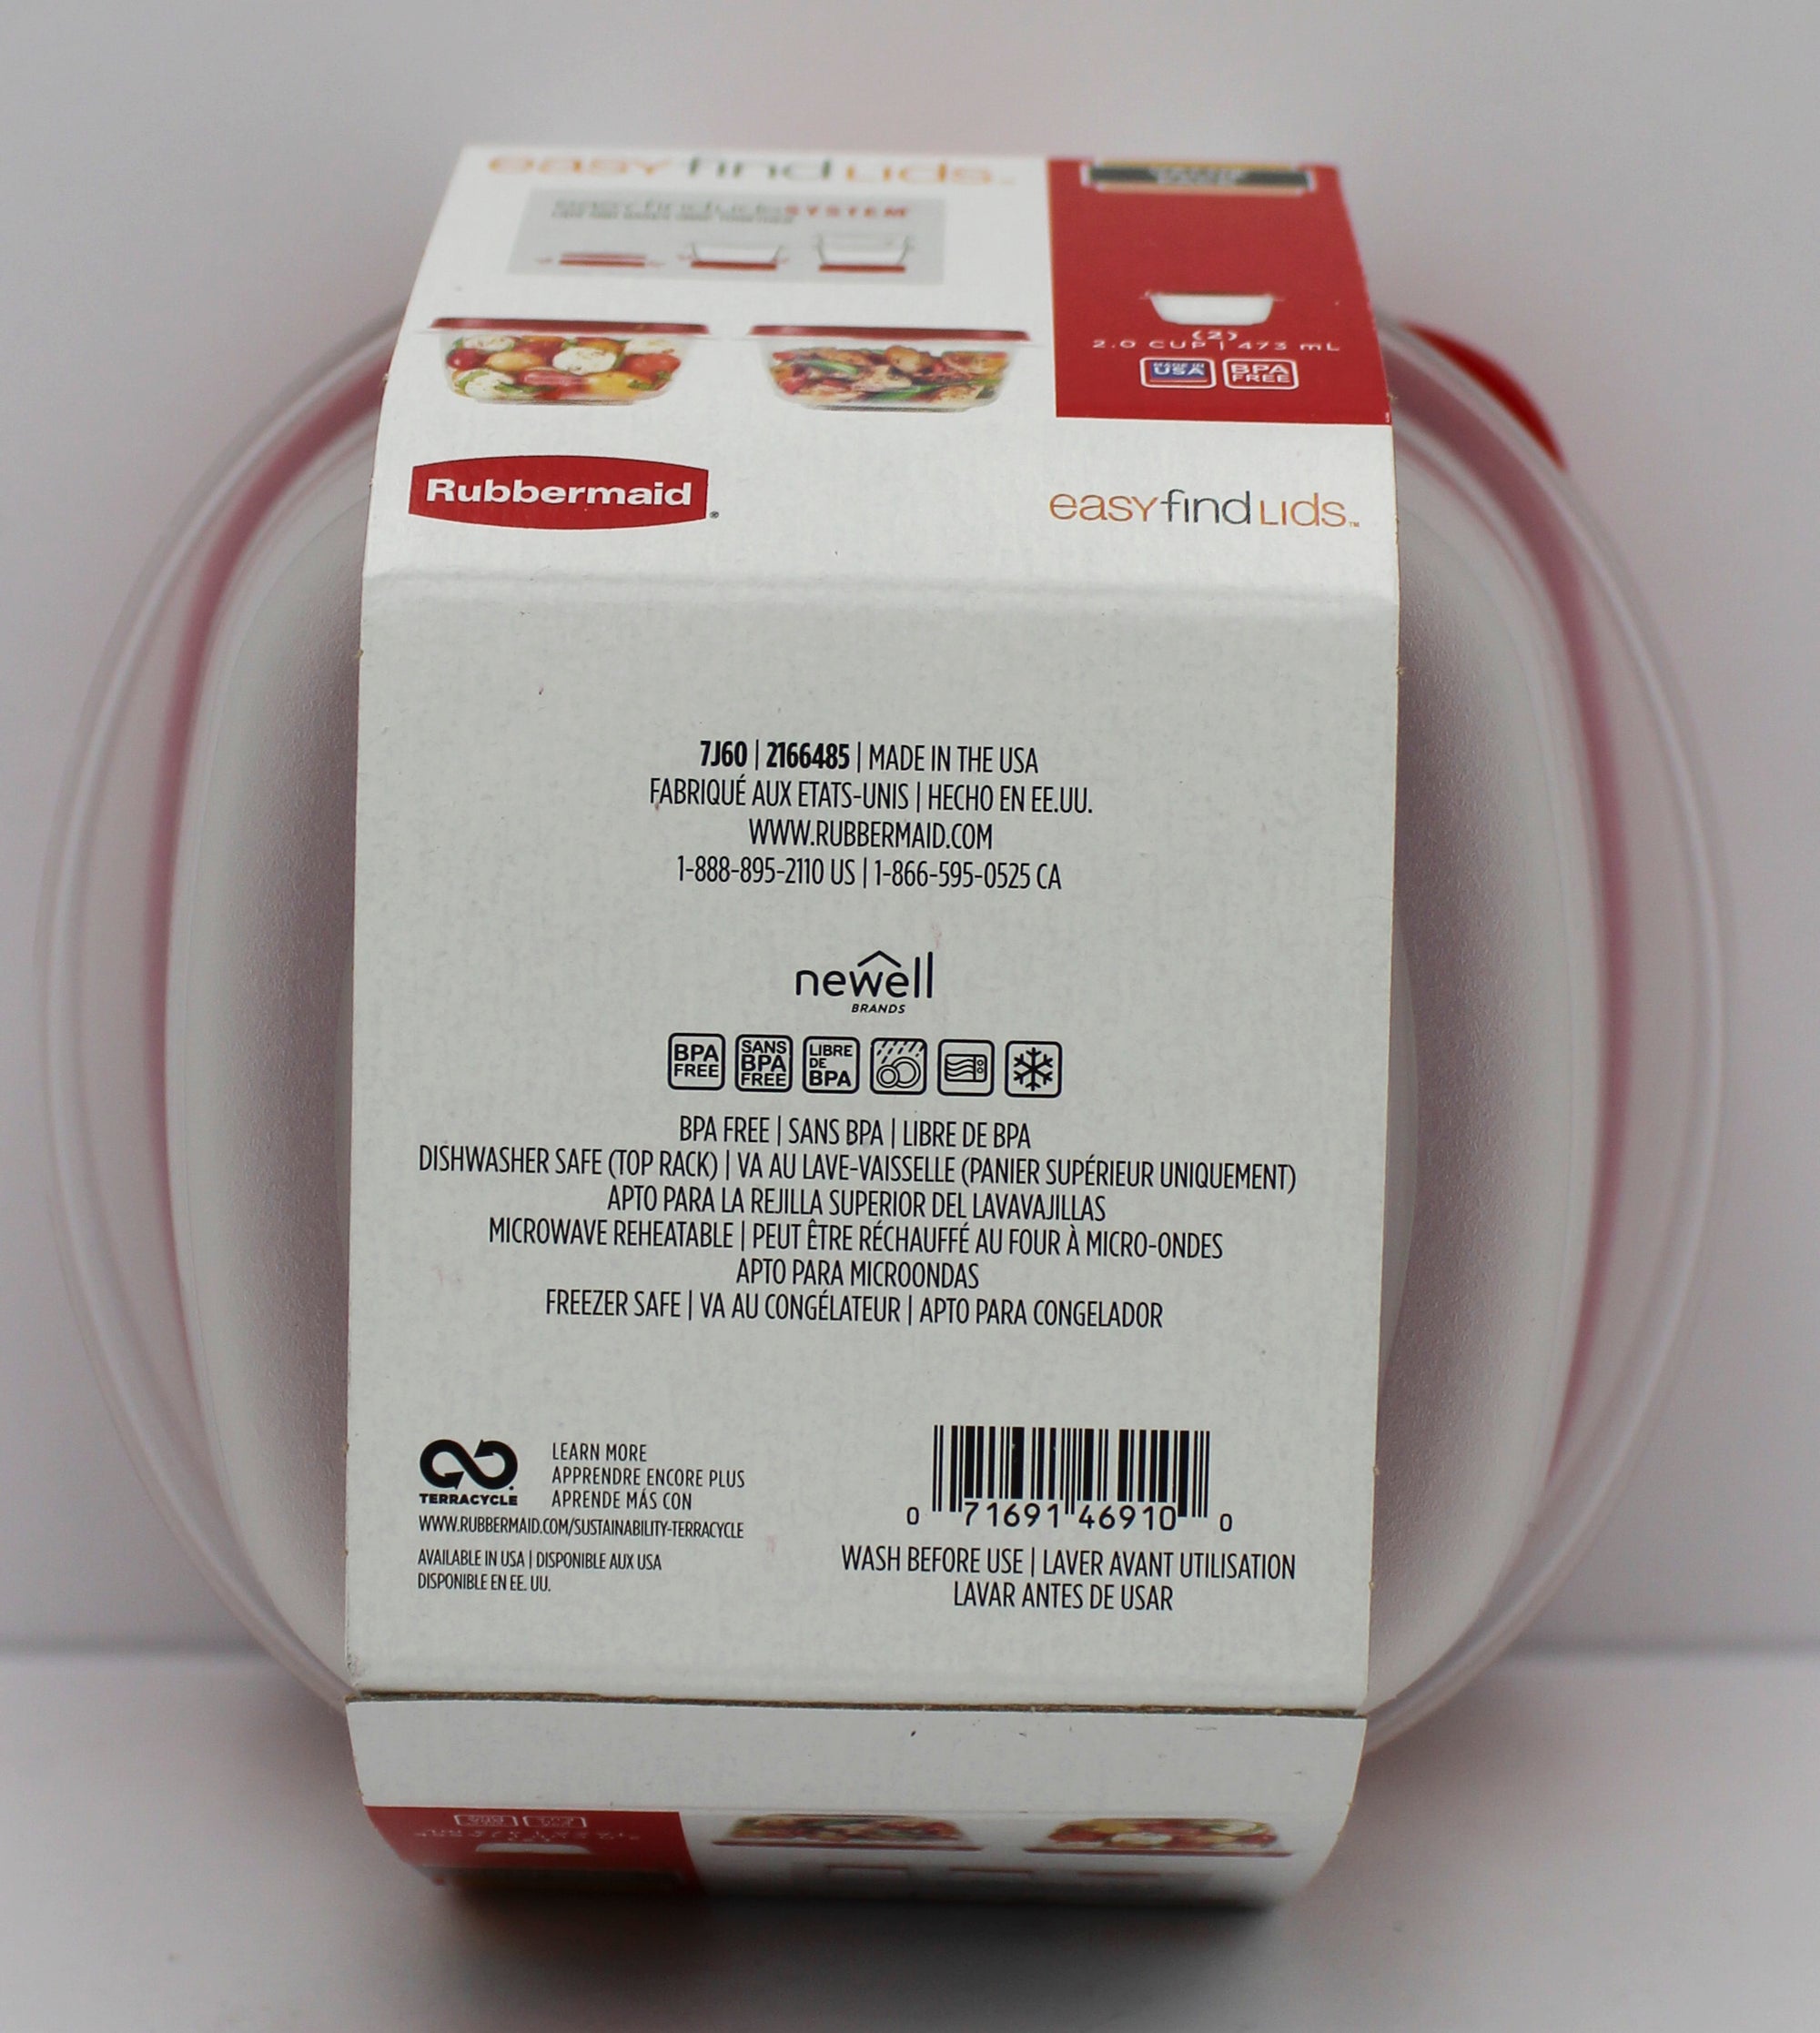 easyfindLIDS™
easyfindLIDS SYSTEM
(2)
2.0 CUP | 473 mL
MADE IN USA
BPA FREE
Rubbermaid®
easyfindLIDS™
7J60 | 2166485 | MADE IN THE USA
FABRIQUÉ AUX ETATS-UNIS | HECHO EN EE.UU.
WWW.RUBBERMAID.COM
1-888-895-2110 US | 1-866-595-0525 CA
newell
BRANDS
BPA FREE
SANS BPA FREE
LIBRE DE BPA
BPA FREE | SANS BPA | LIBRE DE BPA
DISHWASHER SAFE (TOP RACK) | VA AU LAVE-VAISSELLE (PANIER SUPÉRIEUR UNIQUEMENT)
APTO PARA LA REJILLA SUPERIOR DEL LAVAVAJILLAS
MICROWAVE REHEATABLE | PEUT ÊTRE RÉCHAUFFÉ AU FOUR À MICRO-ONDES
APTO PARA MICROONDAS
FREEZER SAFE | VA AU CONGÉLATEUR | APTO PARA CONGELADOR
TERRACYCLE
LEARN MORE
APPRENDRE ENCORE PLUS
APRENDE MÁS CON
WWW.RUBBERMAID.COM/SUSTAINABILITY-TERRACYCLE
AVAILABLE IN USA | DISPONIBLE AUX USA
DISPONIBLE EN EE. UU.
0 71691 46910 0
WASH BEFORE USE | LAVER AVANT UTILISATION
LAVAR ANTES DE USAR